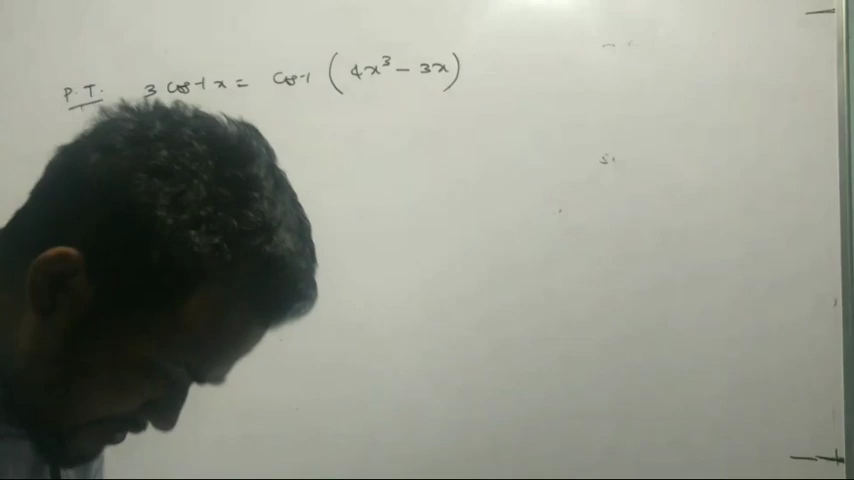 P.T. 3 cos-1 x = cos-1 (4x³ - 3x)